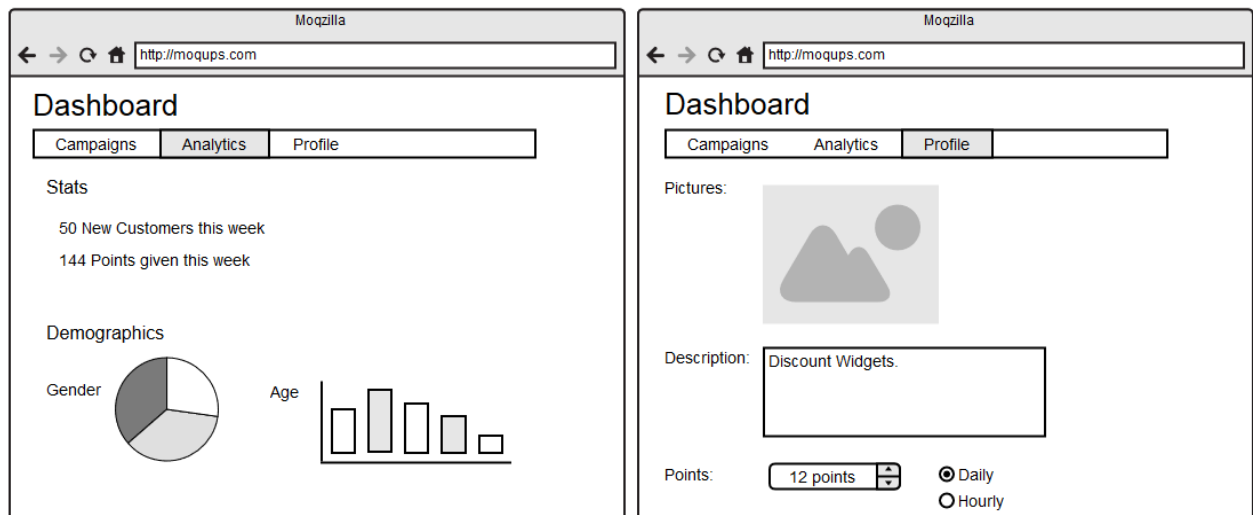 Moqzilla
http://moqups.com
Dashboard
Campaigns Analytics Profile
Stats
50 New Customers this week
144 Points given this week
Demographics
Gender
Age
Moqzilla
http://moqups.com
Dashboard
Campaigns Analytics Profile
Pictures:
Description: Discount Widgets.
Points: 12 points Daily
Hourly